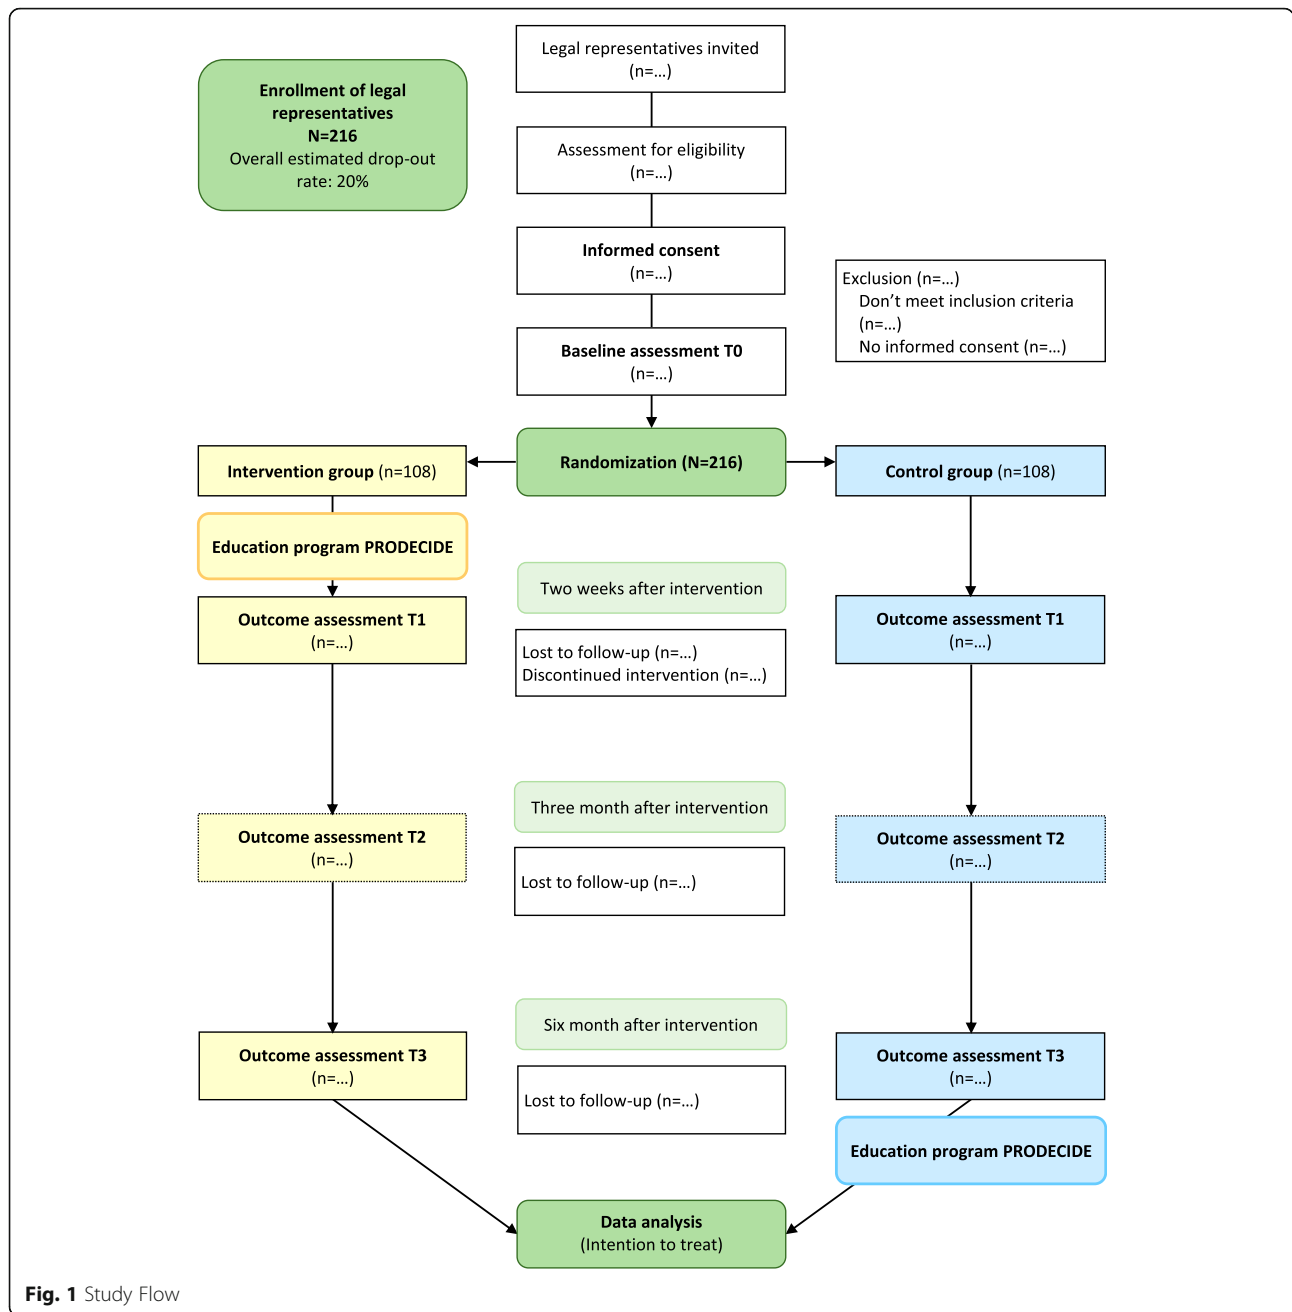 Legal representatives invited
(n=...)
Enrollment of legal
representatives
N=216
Overall estimated drop-out
rate: 20%
Assessment for eligibility
(n=...)
Informed consent
(n=...)
Exclusion (n=...)
Don't meet inclusion criteria
(n=...)
No informed consent (n=...)
Baseline assessment T0
(n=...)
Randomization (N=216)
Intervention group (n=108)
Control group (n=108)
Education program PRODECIDE
Two weeks after intervention
Outcome assessment T1
(n=...)
Lost to follow-up (n=...)
Discontinued intervention (n=...)
Outcome assessment T1
(n=...)
Three month after intervention
Outcome assessment T2
(n=...)
Lost to follow-up (n=...)
Outcome assessment T2
(n=...)
Six month after intervention
Outcome assessment T3
(n=...)
Lost to follow-up (n=...)
Outcome assessment T3
(n=...)
Education program PRODECIDE
Data analysis
(Intention to treat)
Fig. 1 Study Flow